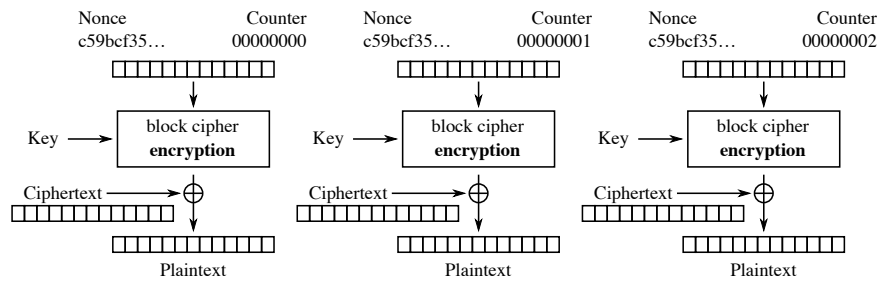 Nonce Counter Nonce Counter Nonce Counter
c59bcf35… 00000000 c59bcf35… 00000001 c59bcf35… 00000002
block cipher block cipher block cipher
Key Key Key
encryption encryption encryption
Ciphertext Ciphertext Ciphertext
Plaintext Plaintext Plaintext